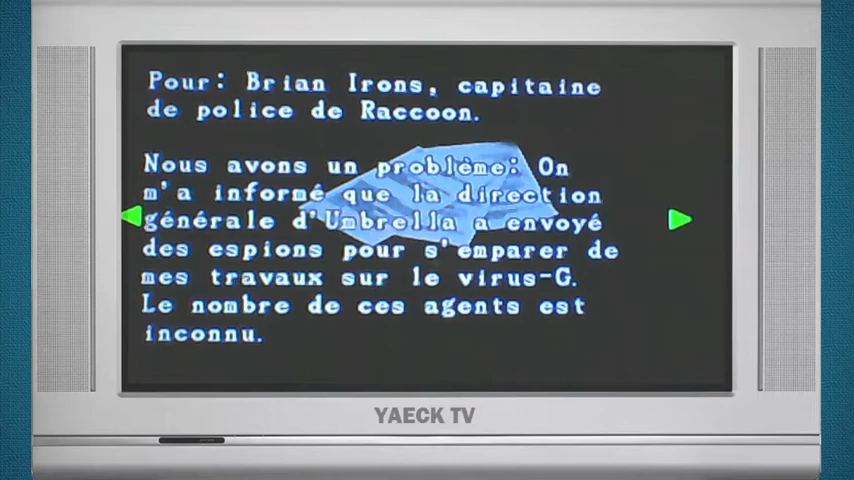 Pour: Brian Irons, capitaine
de police de Raccoon.
Nous avons un problème: On
m'a informé que la direction
générale d'Umbrella a envoyé
des espions pour s'emparer de
mes travaux sur le virus-G.
Le nombre de ces agents est
inconnu.
YAECK TV